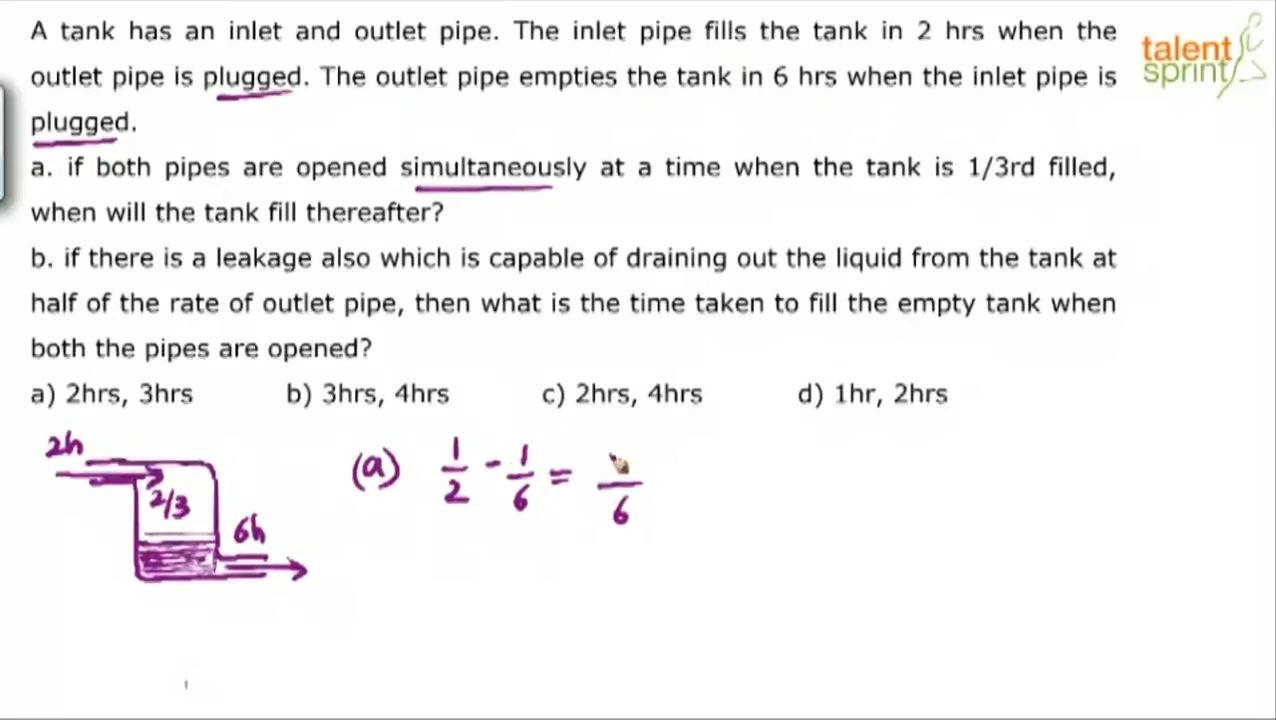 A tank has an inlet and outlet pipe. The inlet pipe fills the tank in 2 hrs when the
outlet pipe is plugged. The outlet pipe empties the tank in 6 hrs when the inlet pipe is
plugged.
talent
sprint
a. if both pipes are opened simultaneously at a time when the tank is 1/3rd filled,
when will the tank fill thereafter?
b. if there is a leakage also which is capable of draining out the liquid from the tank at
half of the rate of outlet pipe, then what is the time taken to fill the empty tank when
both the pipes are opened?
a) 2hrs, 3hrs b) 3hrs, 4hrs c) 2hrs, 4hrs d) 1hr, 2hrs
2h
2/3
6h
(a) 1/2 - 1/6 = /6